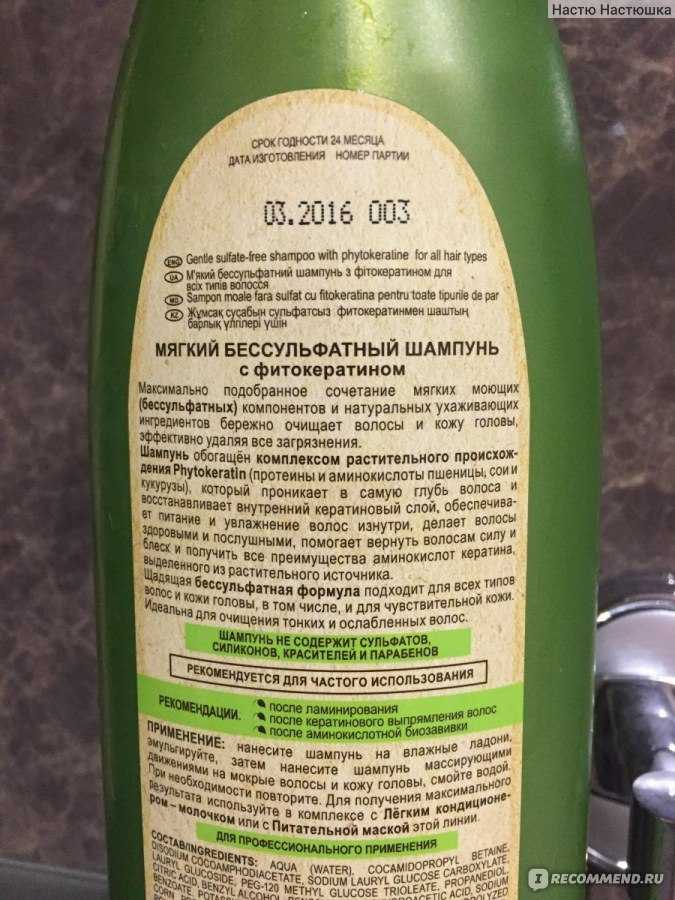 Настю Настюшка
СРОК ГОДНОСТИ 24 МЕСЯЦА
ДАТА ИЗГОТОВЛЕНИЯ НОМЕР ПАРТИИ
03.2016 003
ENG Gentle sulfate-free shampoo with phytokeratine for all hair types
UA М'який бессульфатний шампунь з фітокератином для
всіх типів волосся
MD Sampon moale fara sulfat cu fitokeratina pentru toate tipurile de par
KZ Жұмсақ сусабын сульфатсыз фитокератинмен шаштың
барлық үлгілері үшін
МЯГКИЙ БЕССУЛЬФАТНЫЙ ШАМПУНЬ
с фитокератином
Максимально подобранное сочетание мягких моющих
(бессульфатных) компонентов и натуральных ухаживающих
ингредиентов бережно очищает волосы и кожу головы,
эффективно удаляя все загрязнения.
Шампунь обогащён комплексом растительного происхож-
дения Phytokeratin (протеины и аминокислоты пшеницы, сои и
кукурузы), который проникает в самую глубь волоса и
восстанавливает внутренний кератиновый слой, обеспечива-
ет питание и увлажнение волос изнутри, делает волосы
здоровыми и послушными, помогает вернуть волосам силу и
блеск и получить все преимущества аминокислот кератина,
выделенного из растительного источника.
Щадящая бессульфатная формула подходит для всех типов
волос и кожи головы, в том числе, и для чувствительной кожи.
Идеальна для очищения тонких и ослабленных волос.
ШАМПУНЬ НЕ СОДЕРЖИТ СУЛЬФАТОВ,
СИЛИКОНОВ, КРАСИТЕЛЕЙ И ПАРАБЕНОВ
РЕКОМЕНДУЕТСЯ ДЛЯ ЧАСТОГО ИСПОЛЬЗОВАНИЯ
РЕКОМЕНДАЦИИ: после ламинирования
после кератинового выпрямления волос
после аминокислотной биозавивки
ПРИМЕНЕНИЕ: нанесите шампунь на влажные ладони,
эмульгируйте, затем нанесите шампунь массирующими
движениями на мокрые волосы и кожу головы, смойте водой.
При необходимости повторите. Для получения максимального
результата используйте в комплексе с Лёгким кондиционе-
ром – молочком или с Питательной маской этой линии.
ДЛЯ ПРОФЕССИОНАЛЬНОГО ПРИМЕНЕНИЯ
СОСТАВ/INGREDIENTS: AQUA (WATER), COCAMIDOPROPYL BETAINE,
DISODIUM COCOAMPHODIACETATE, SODIUM LAURYL GLUCOSE CARBOXYLATE,
LAURYL GLUCOSIDE, PEG-120 METHYL GLUCOSE TRIOLEATE, PROPANEDIOL,
CITRIC ACID, BENZYL ALCOHOL, SODIUM
BENZOATE,
IRECOMMEND.RU